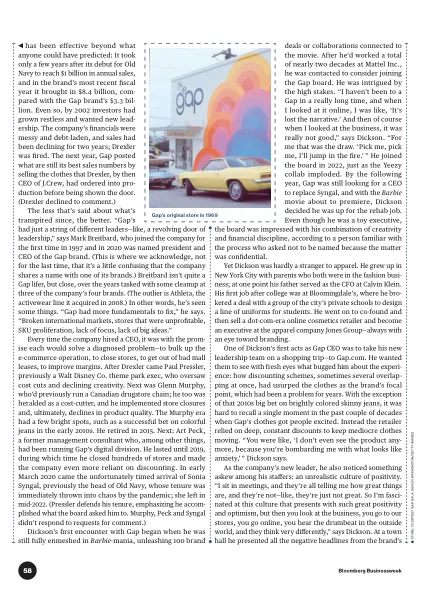 ◀ has been effective beyond what
anyone could have predicted: It took
only a few years after its debut for Old
Navy to reach $1 billion in annual sales,
and in the brand's most recent fiscal
year it brought in $8.4 billion, com-
pared with the Gap brand's $3.3 bil-
lion. Even so, by 2002 investors had
grown restless and wanted new lead-
ership. The company's financials were
messy and debt-laden, and sales had
been declining for two years; Drexler
was fired. The next year, Gap posted
what are still its best sales numbers by
selling the clothes that Drexler, by then
CEO of J.Crew, had ordered into pro-
duction before being shown the door.
(Drexler declined to comment.)
The less that's said about what's
transpired since, the better. "Gap's
had just a string of different leaders–like, a revolving door of
leadership," says Mark Breitbard, who joined the company for
the first time in 1997 and in 2020 was named president and
CEO of the Gap brand. (This is where we acknowledge, not
for the last time, that it's a little confusing that the company
shares a name with one of its brands.) Breitbard isn't quite a
Gap lifer, but close, over the years tasked with some cleanup at
three of the company's four brands. (The outlier is Athleta, the
activewear line it acquired in 2008.) In other words, he's seen
some things. "Gap had more fundamentals to fix," he says.
"Broken international markets, stores that were unprofitable,
SKU proliferation, lack of focus, lack of big ideas."
Every time the company hired a CEO, it was with the prom-
ise each would solve a diagnosed problem–to bulk up the
e-commerce operation, to close stores, to get out of bad mall
leases, to improve margins. After Drexler came Paul Pressler,
previously a Walt Disney Co. theme park exec, who oversaw
cost cuts and declining creativity. Next was Glenn Murphy,
who'd previously run a Canadian drugstore chain; he too was
heralded as a cost-cutter, and he implemented store closures
and, ultimately, declines in product quality. The Murphy era
had a few bright spots, such as a successful bet on colorful
jeans in the early 2010s. He retired in 2015. Next: Art Peck,
a former management consultant who, among other things,
had been running Gap's digital division. He lasted until 2019,
during which time he closed hundreds of stores and made
the company even more reliant on discounting. In early
March 2020 came the unfortunately timed arrival of Sonia
Syngal, previously the head of Old Navy, whose tenure was
immediately thrown into chaos by the pandemic; she left in
mid-2022. (Pressler defends his tenure, emphasizing he accom-
plished what the board asked him to. Murphy, Peck and Syngal
didn't respond to requests for comment.)
Dickson's first encounter with Gap began when he was
still fully enmeshed in Barbie-mania, unleashing 100 brand
the gap
Gap's original store in 1969
deals or collaborations connected to
the movie. After he'd worked a total
of nearly two decades at Mattel Inc.,
he was contacted to consider joining
the Gap board. He was intrigued by
the high stakes. "I haven't been to a
Gap in a really long time, and when
I looked at it online, I was like, 'It's
lost the narrative.' And then of course
when I looked at the business, it was
really not good," says Dickson. "For
me that was the draw. 'Pick me, pick
me, I'll jump in the fire.' " He joined
the board in 2022, just as the Yeezy
collab imploded. By the following
year, Gap was still looking for a CEO
to replace Syngal, and with the Barbie
movie about to premiere, Dickson
decided he was up for the rehab job.
Even though he was a toy executive,
the board was impressed with his combination of creativity
and financial discipline, according to a person familiar with
the process who asked not to be named because the matter
was confidential.
Yet Dickson was hardly a stranger to apparel. He grew up in
New York City with parents who both were in the fashion busi-
ness; at one point his father served as the CFO at Calvin Klein.
His first job after college was at Bloomingdale's, where he bro-
kered a deal with a group of the city's private schools to design
a line of uniforms for students. He went on to co-found and
then sell a dot-com-era online cosmetics retailer and become
an executive at the apparel company Jones Group–always with
an eye toward branding.
One of Dickson's first acts as Gap CEO was to take his new
leadership team on a shopping trip–to Gap.com. He wanted
them to see with fresh eyes what bugged him about the experi-
ence: how discounting schemes, sometimes several overlap-
ping at once, had usurped the clothes as the brand's focal
point, which had been a problem for years. With the exception
of that 2010s big bet on brightly colored skinny jeans, it was
hard to recall a single moment in the past couple of decades
when Gap's clothes got people excited. Instead the retailer
relied on deep, constant discounts to keep mediocre clothes
moving. "You were like, 'I don't even see the product any-
more, because you're bombarding me with what looks like
anxiety,' " Dickson says.
As the company's new leader, he also noticed something
askew among his staffers: an unrealistic culture of positivity.
"I sit in meetings, and they're all telling me how great things
are, and they're not–like, they're just not great. So I'm fasci-
nated at this culture that presents with such great positivity
and optimism, but then you look at the business, you go to our
stores, you go online, you hear the drumbeat in the outside
world, and they think very differently," says Dickson. At a town
hall he presented all the negative headlines from the brand's
58
Bloomberg Businessweek